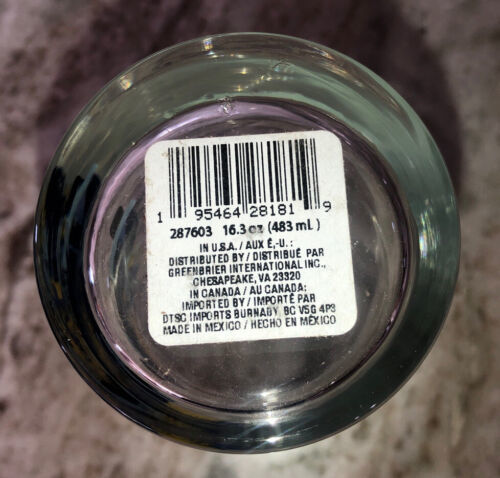 1 95464 28181 9
287603 16.3 oz (483 mL)
IN U.S.A. / AUX É.-U. :
DISTRIBUTED BY / DISTRIBUÉ PAR
GREENBRIER INTERNATIONAL INC.,
CHESAPEAKE, VA 23320
IN CANADA / AU CANADA:
IMPORTED BY / IMPORTÉ PAR
DTSC IMPORTS BURNABY, BC V5G 4P3
MADE IN MEXICO / HECHO EN MÉXICO